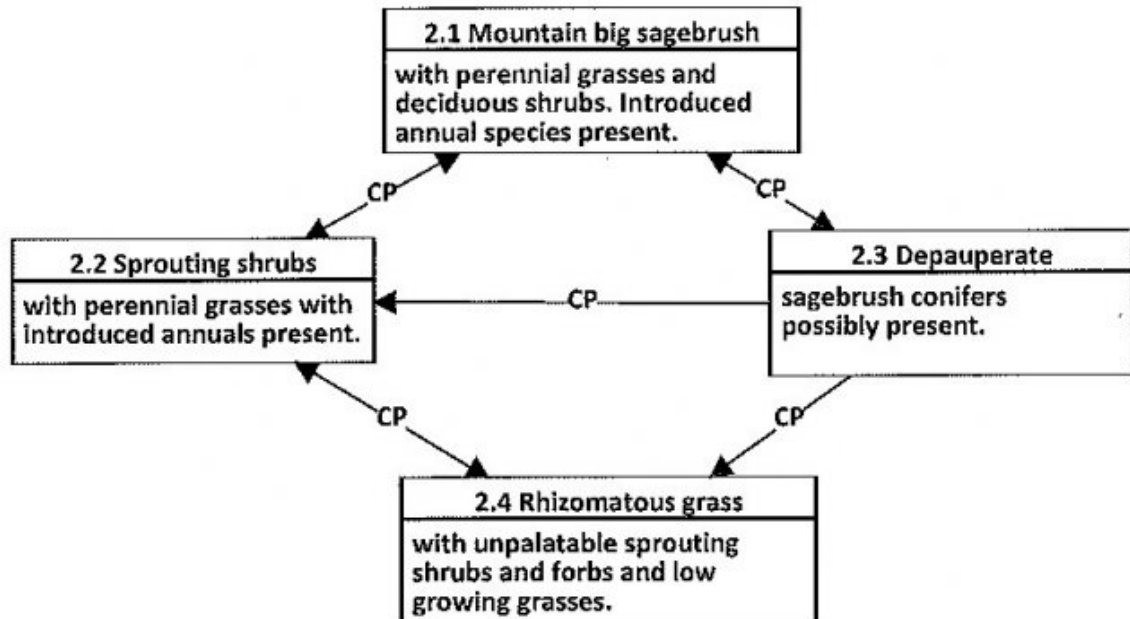 2.1 Mountain big sagebrush
with perennial grasses and
deciduous shrubs. Introduced
annual species present.
CP
CP
2.2 Sprouting shrubs
with perennial grasses with
introduced annuals present.
CP
2.3 Depauperate
sagebrush conifers
possibly present.
CP
CP
2.4 Rhizomatous grass
with unpalatable sprouting
shrubs and forbs and low
growing grasses.